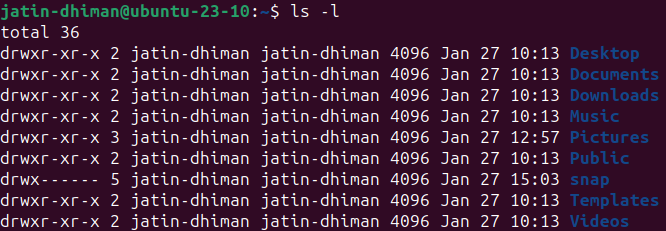 jatin-dhiman@ubuntu-23-10:~$ ls -l
total 36
drwxr-xr-x 2 jatin-dhiman jatin-dhiman 4096 Jan 27 10:13 Desktop
drwxr-xr-x 2 jatin-dhiman jatin-dhiman 4096 Jan 27 10:13 Documents
drwxr-xr-x 2 jatin-dhiman jatin-dhiman 4096 Jan 27 10:13 Downloads
drwxr-xr-x 2 jatin-dhiman jatin-dhiman 4096 Jan 27 10:13 Music
drwxr-xr-x 3 jatin-dhiman jatin-dhiman 4096 Jan 27 12:57 Pictures
drwxr-xr-x 2 jatin-dhiman jatin-dhiman 4096 Jan 27 10:13 Public
drwx------ 5 jatin-dhiman jatin-dhiman 4096 Jan 27 15:03 snap
drwxr-xr-x 2 jatin-dhiman jatin-dhiman 4096 Jan 27 10:13 Templates
drwxr-xr-x 2 jatin-dhiman jatin-dhiman 4096 Jan 27 10:13 Videos